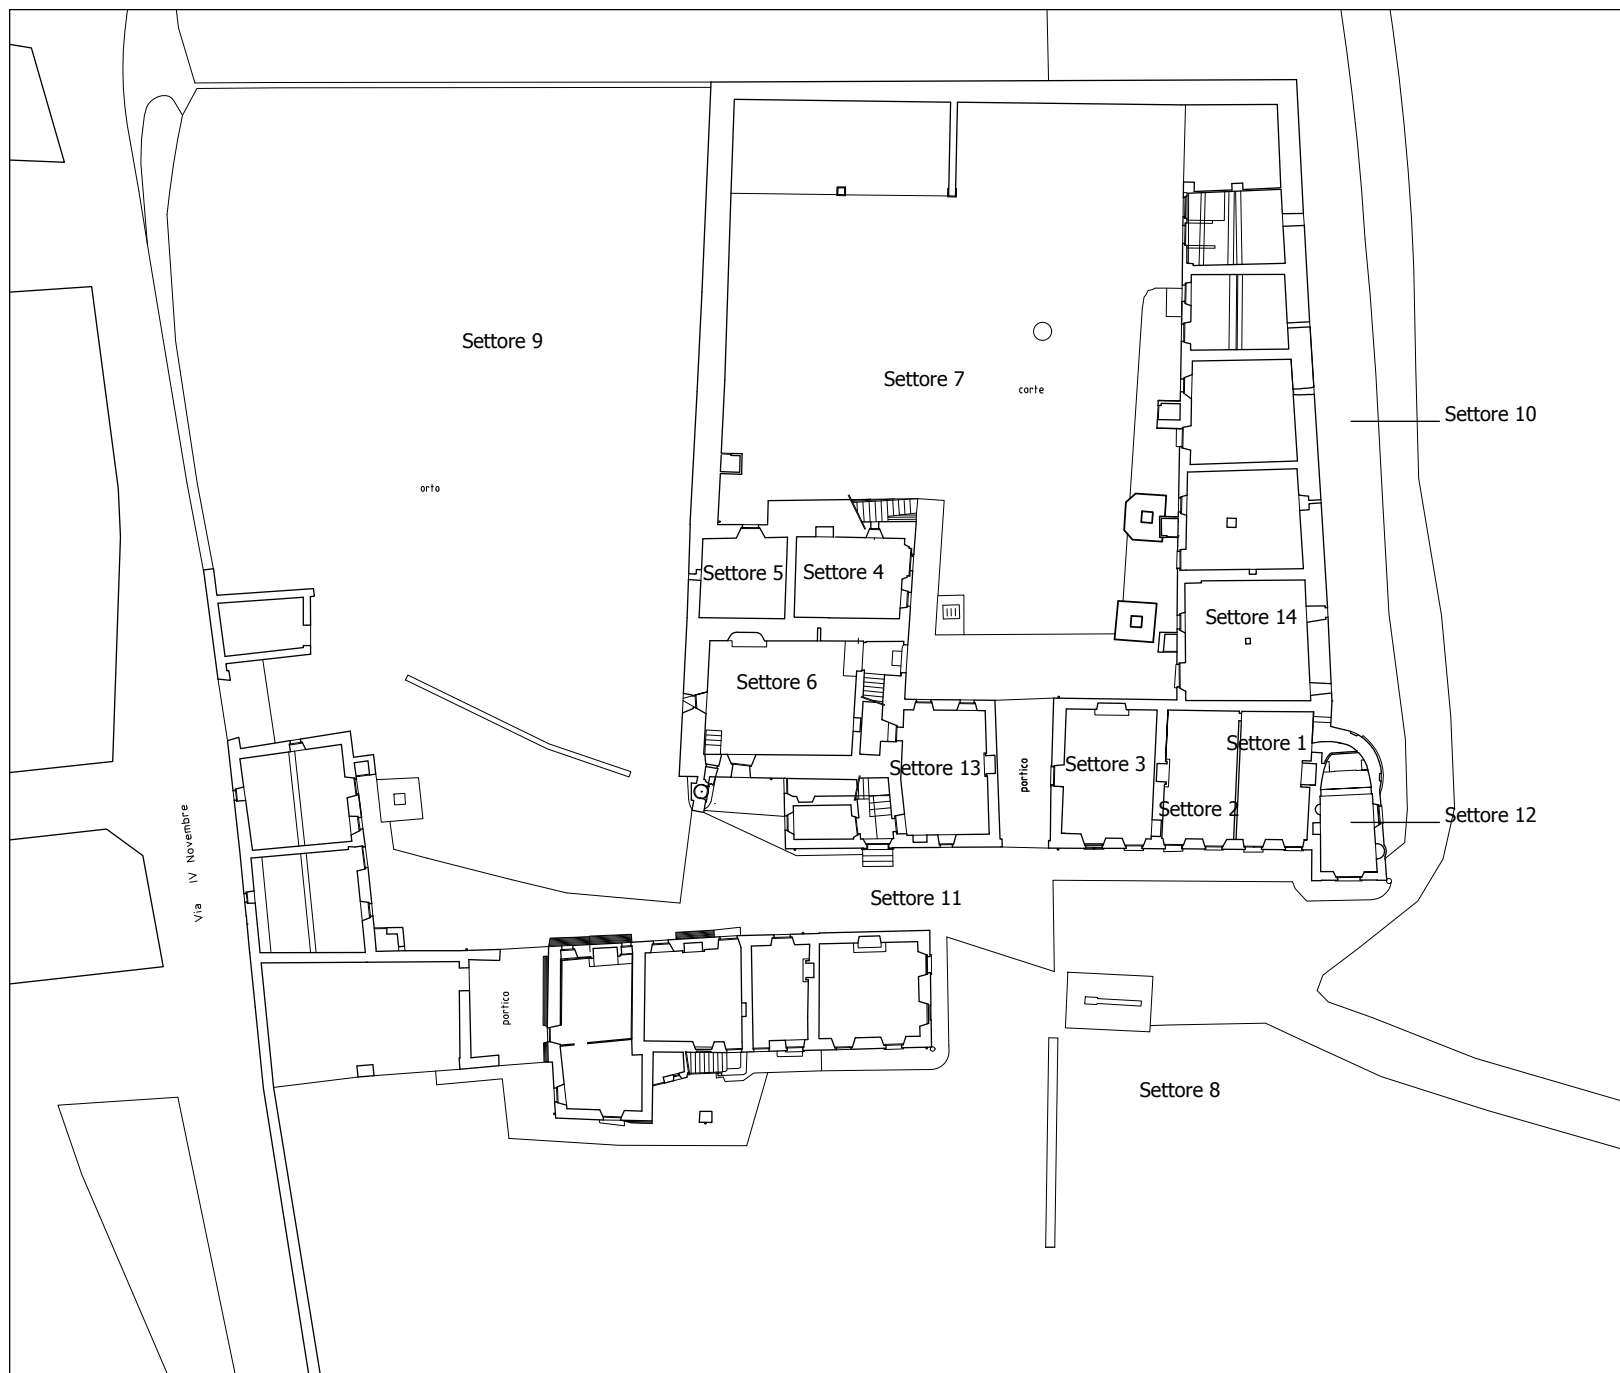 Settore 9
Settore 7
corte
Settore 10
orto
Settore 5
Settore 4
Settore 14
Settore 6
Settore 1
Settore 13
portico
Settore 3
Settore 2
Settore 12
Via IV Novembre
Settore 11
portico
Settore 8